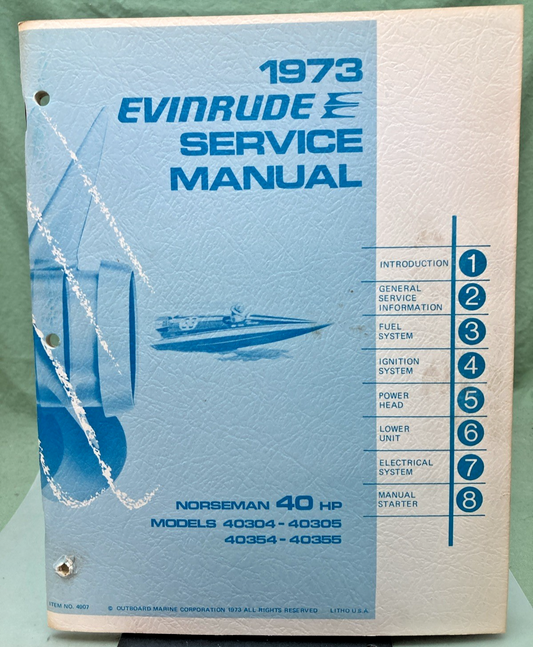 1973
EVINRUDE
SERVICE
MANUAL
INTRODUCTION 1
GENERAL
SERVICE
INFORMATION 2
FUEL
SYSTEM 3
IGNITION
SYSTEM 4
POWER
HEAD 5
LOWER
UNIT 6
ELECTRICAL
SYSTEM 7
MANUAL
STARTER 8
NORSEMAN 40 HP
MODELS 40304 - 40305
40354 - 40355
ITEM NO. 4907
© OUTBOARD MARINE CORPORATION 1973 ALL RIGHTS RESERVED
LITHO U.S.A.